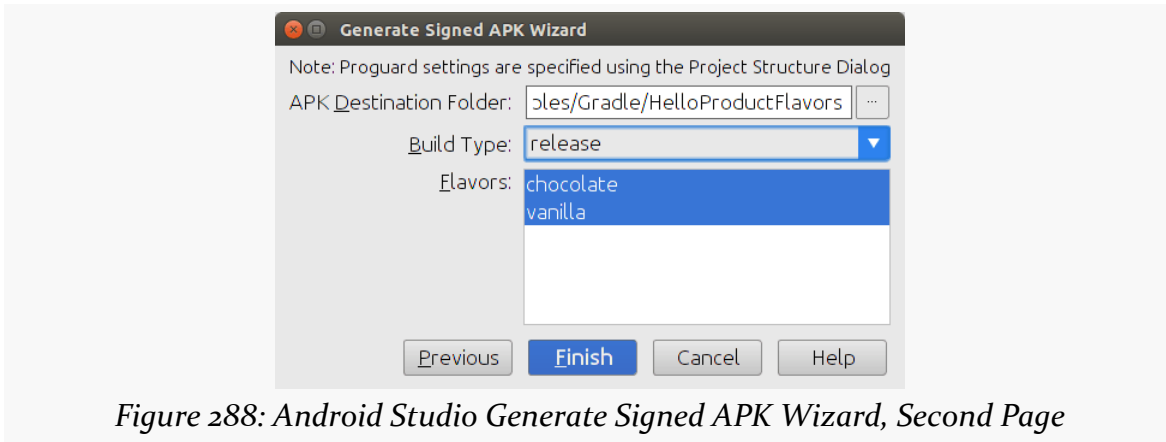 Generate Signed APK Wizard
Note: Proguard settings are specified using the Project Structure Dialog
APK Destination Folder: ples/Gradle/HelloProductFlavors ...
Build Type: release
Flavors: chocolate
vanilla
Previous Finish Cancel Help
Figure 288: Android Studio Generate Signed APK Wizard, Second Page